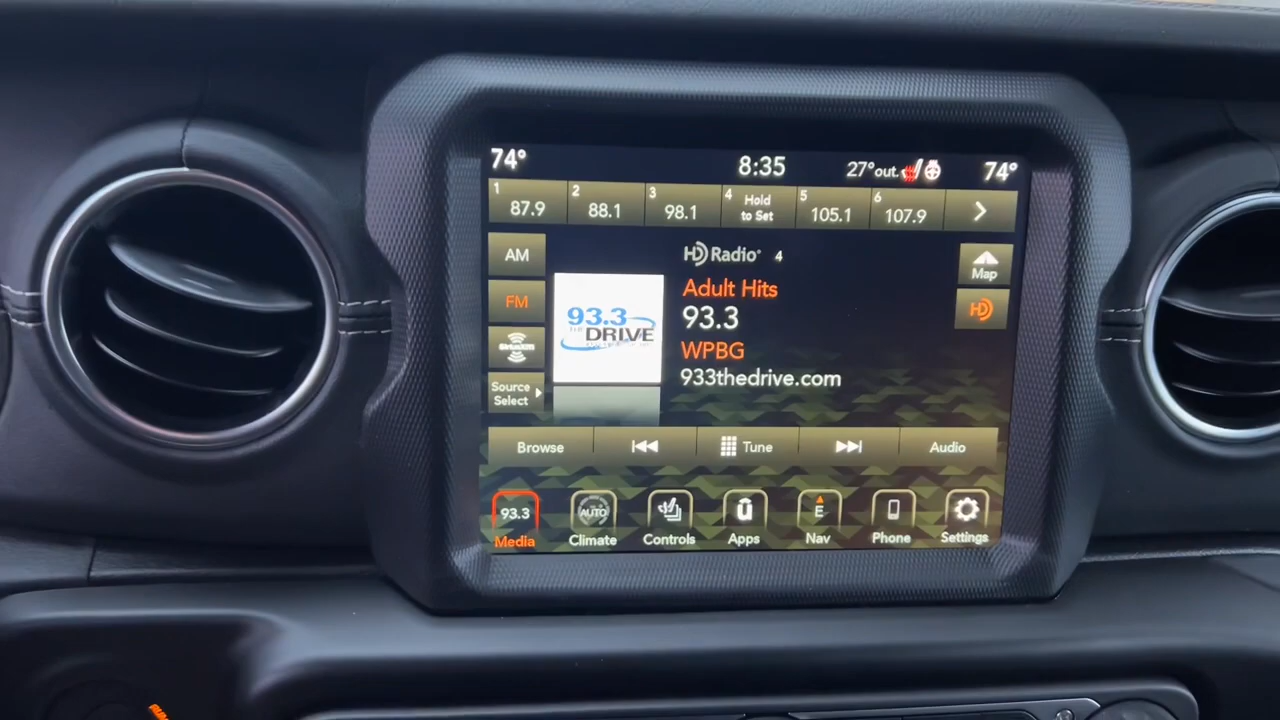 74° 8:35 27°out. 74°
1 87.9 2 88.1 3 98.1 4 Hold to Set 5 105.1 6 107.9
AM
HD Radio® 4
Map
Adult Hits
FM
93.3
HD
93.3
DRIVE
WPBG
SiriusXM
933thedrive.com
Source
Select
Browse Tune Audio
93.3 AUTO E
Media Climate Controls Apps Nav Phone Settings